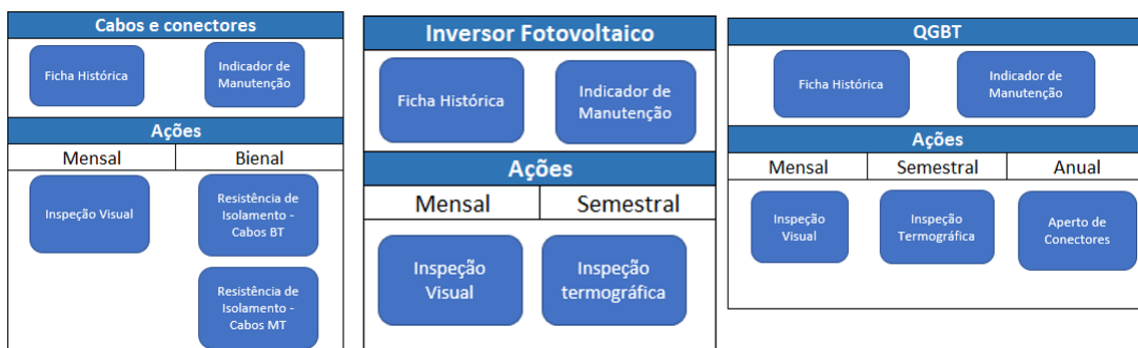 Cabos e conectores
Ficha Histórica
Indicador de
Manutenção
Ações
Mensal
Bienal
Inspeção Visual
Resistência de
Isolamento -
Cabos BT
Resistência de
Isolamento -
Cabos MT
Inversor Fotovoltaico
Ficha Histórica
Indicador de
Manutenção
Ações
Mensal
Semestral
Inspeção
Visual
Inspeção
termográfica
QGBT
Ficha Histórica
Indicador de
Manutenção
Ações
Mensal
Semestral
Anual
Inspeção
Visual
Inspeção
Termográfica
Aperto de
Conectores